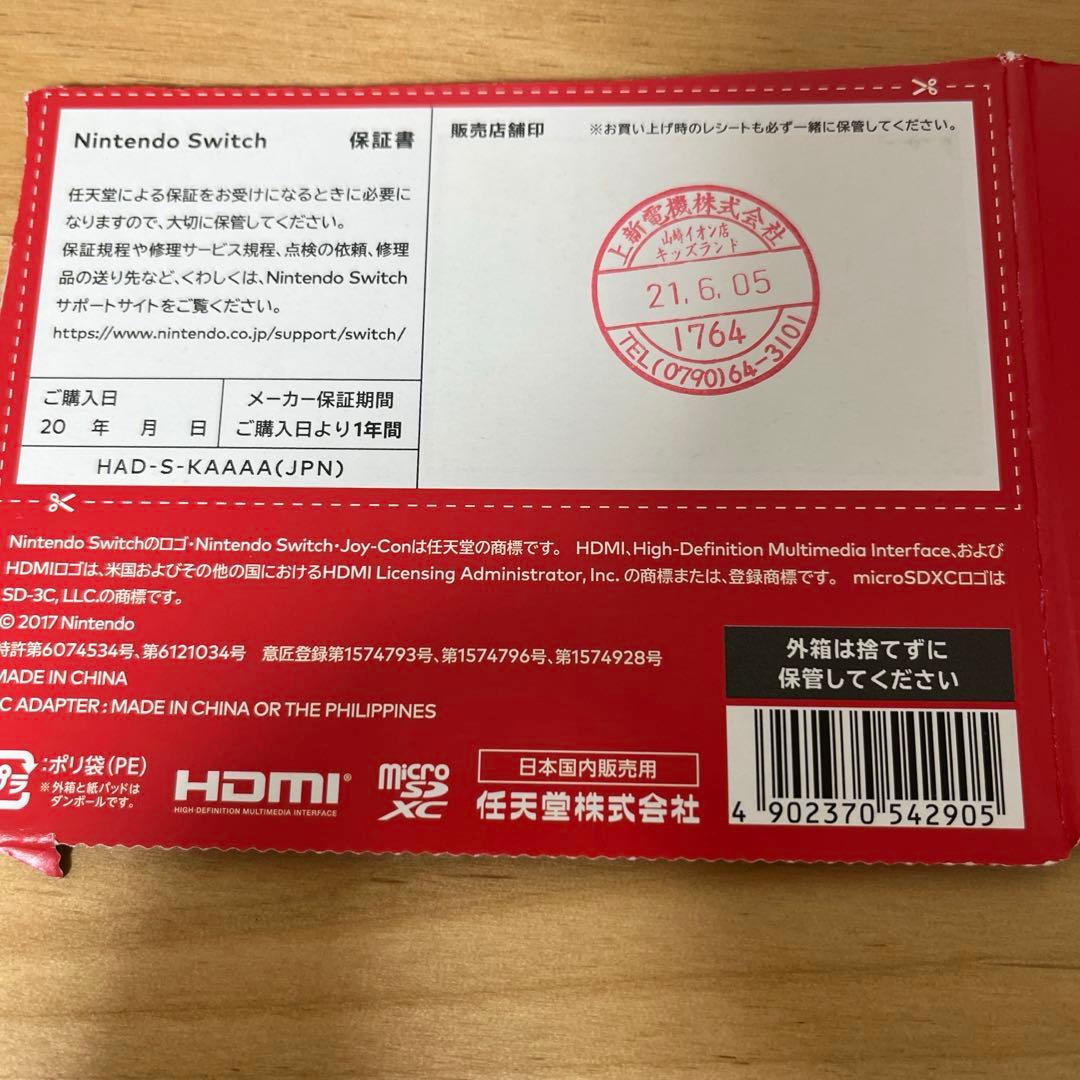 Nintendo Switch 保証書
任天堂による保証をお受けになるときに必要に
なりますので、大切に保管してください。
保証規程や修理サービス規程、点検の依頼、修理
品の送り先など、くわしくは、Nintendo Switch
サポートサイトをご覧ください。
https://www.nintendo.co.jp/support/switch/
ご購入日
20 年 月 日
メーカー保証期間
ご購入日より1年間
HAD-S-KAAAA(JPN)
販売店舗印 ※お買い上げ時のレシートも必ず一緒に保管してください。
上新電機株式会社
山崎イオン店
キッズランド
21.6.05
1764
TEL(0790)64-3101
Nintendo Switchのロゴ・Nintendo Switch・Joy-Conは任天堂の商標です。 HDMI、High-Definition Multimedia Interface、および
HDMIロゴは、米国およびその他の国におけるHDMI Licensing Administrator, Inc. の商標または、登録商標です。 microSDXCロゴは
SD-3C, LLC.の商標です。
© 2017 Nintendo
特許第6074534号、第6121034号 意匠登録第1574793号、第1574796号、第1574928号
MADE IN CHINA
C ADAPTER : MADE IN CHINA OR THE PHILIPPINES
外箱は捨てずに
保管してください
プラ
:ポリ袋(PE)
※外箱と紙パッドは
ダンボールです。
HDMI®
HIGH-DEFINITION MULTIMEDIA INTERFACE
micro
SD
XC
日本国内販売用
任天堂株式会社
4 902370 542905